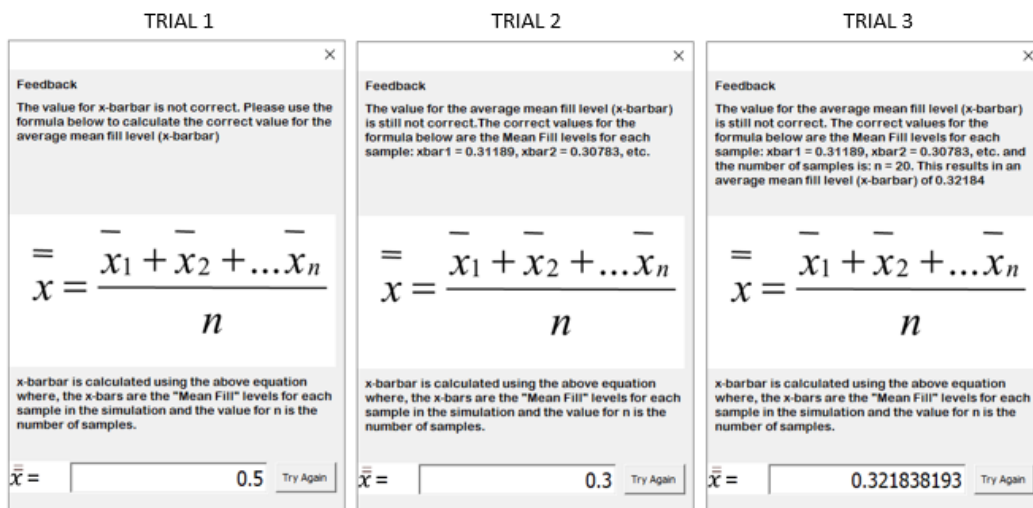 TRIAL 1
×
Feedback
The value for x-barbar is not correct. Please use the
formula below to calculate the correct value for the
average mean fill level (x-barbar)
x̿ = (x̄1 + x̄2 +...x̄n) / n
x-barbar is calculated using the above equation
where, the x-bars are the "Mean Fill" levels for each
sample in the simulation and the value for n is the
number of samples.
x̿ = 0.5 Try Again
TRIAL 2
×
Feedback
The value for the average mean fill level (x-barbar)
is still not correct.The correct values for the
formula below are the Mean Fill levels for each
sample: xbar1 = 0.31189, xbar2 = 0.30783, etc.
x̿ = (x̄1 + x̄2 +...x̄n) / n
x-barbar is calculated using the above equation
where, the x-bars are the "Mean Fill" levels for each
sample in the simulation and the value for n is the
number of samples.
x̿ = 0.3 Try Again
TRIAL 3
×
Feedback
The value for the average mean fill level (x-barbar)
is still not correct. The correct values for the
formula below are the Mean Fill levels for each
sample: xbar1 = 0.31189, xbar2 = 0.30783, etc. and
the number of samples is: n = 20. This results in an
average mean fill level (x-barbar) of 0.32184
x̿ = (x̄1 + x̄2 +...x̄n) / n
x-barbar is calculated using the above equation
where, the x-bars are the "Mean Fill" levels for each
sample in the simulation and the value for n is the
number of samples.
x̿ = 0.321838193 Try Again